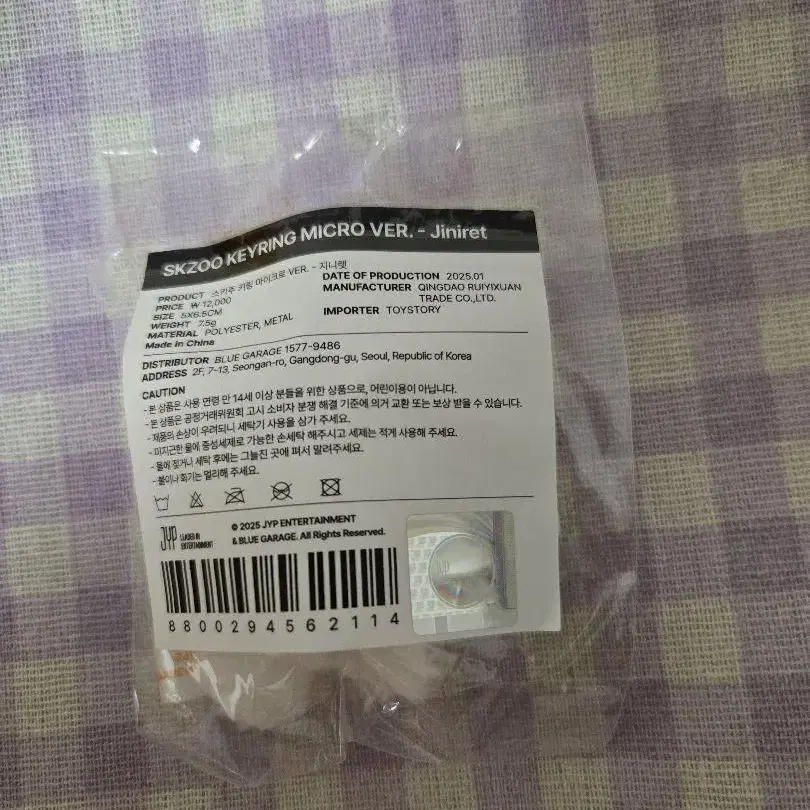 SKZOO KEYRING MICRO VER. - Jiniret
PRODUCT 스키주 키링 마이크로 VER. - 지니렛
PRICE ₩ 12,000
SIZE 5X6.5CM
WEIGHT 7.5g
MATERIAL POLYESTER, METAL
Made in China
DATE OF PRODUCTION 2025.01
MANUFACTURER QINGDAO RUIYIXUAN
TRADE CO.,LTD.
IMPORTER TOYSTORY
DISTRIBUTOR BLUE GARAGE 1577-9486
ADDRESS 2F, 7-13, Seongan-ro, Gangdong-gu, Seoul, Republic of Korea
CAUTION
- 본 상품은 사용 연령 만 14세 이상 분들을 위한 상품으로, 어린이용이 아닙니다.
- 본 상품은 공정거래위원회 고시 소비자 분쟁 해결 기준에 의거 교환 또는 보상 받을 수 있습니다.
- 제품의 손상이 우려되니 세탁기 사용을 삼가 주세요.
- 미지근한 물에 중성세제로 가능한 손세탁 해주시고 세제는 적게 사용해 주세요.
- 물에 젖거나 세탁 후에는 그늘진 곳에 펴서 말려주세요.
- 불이나 화기는 멀리해 주세요.
JYP LEADER IN
ENTERTAINMENT
© 2025 JYP ENTERTAINMENT
& BLUE GARAGE. All Rights Reserved.
8800294562114